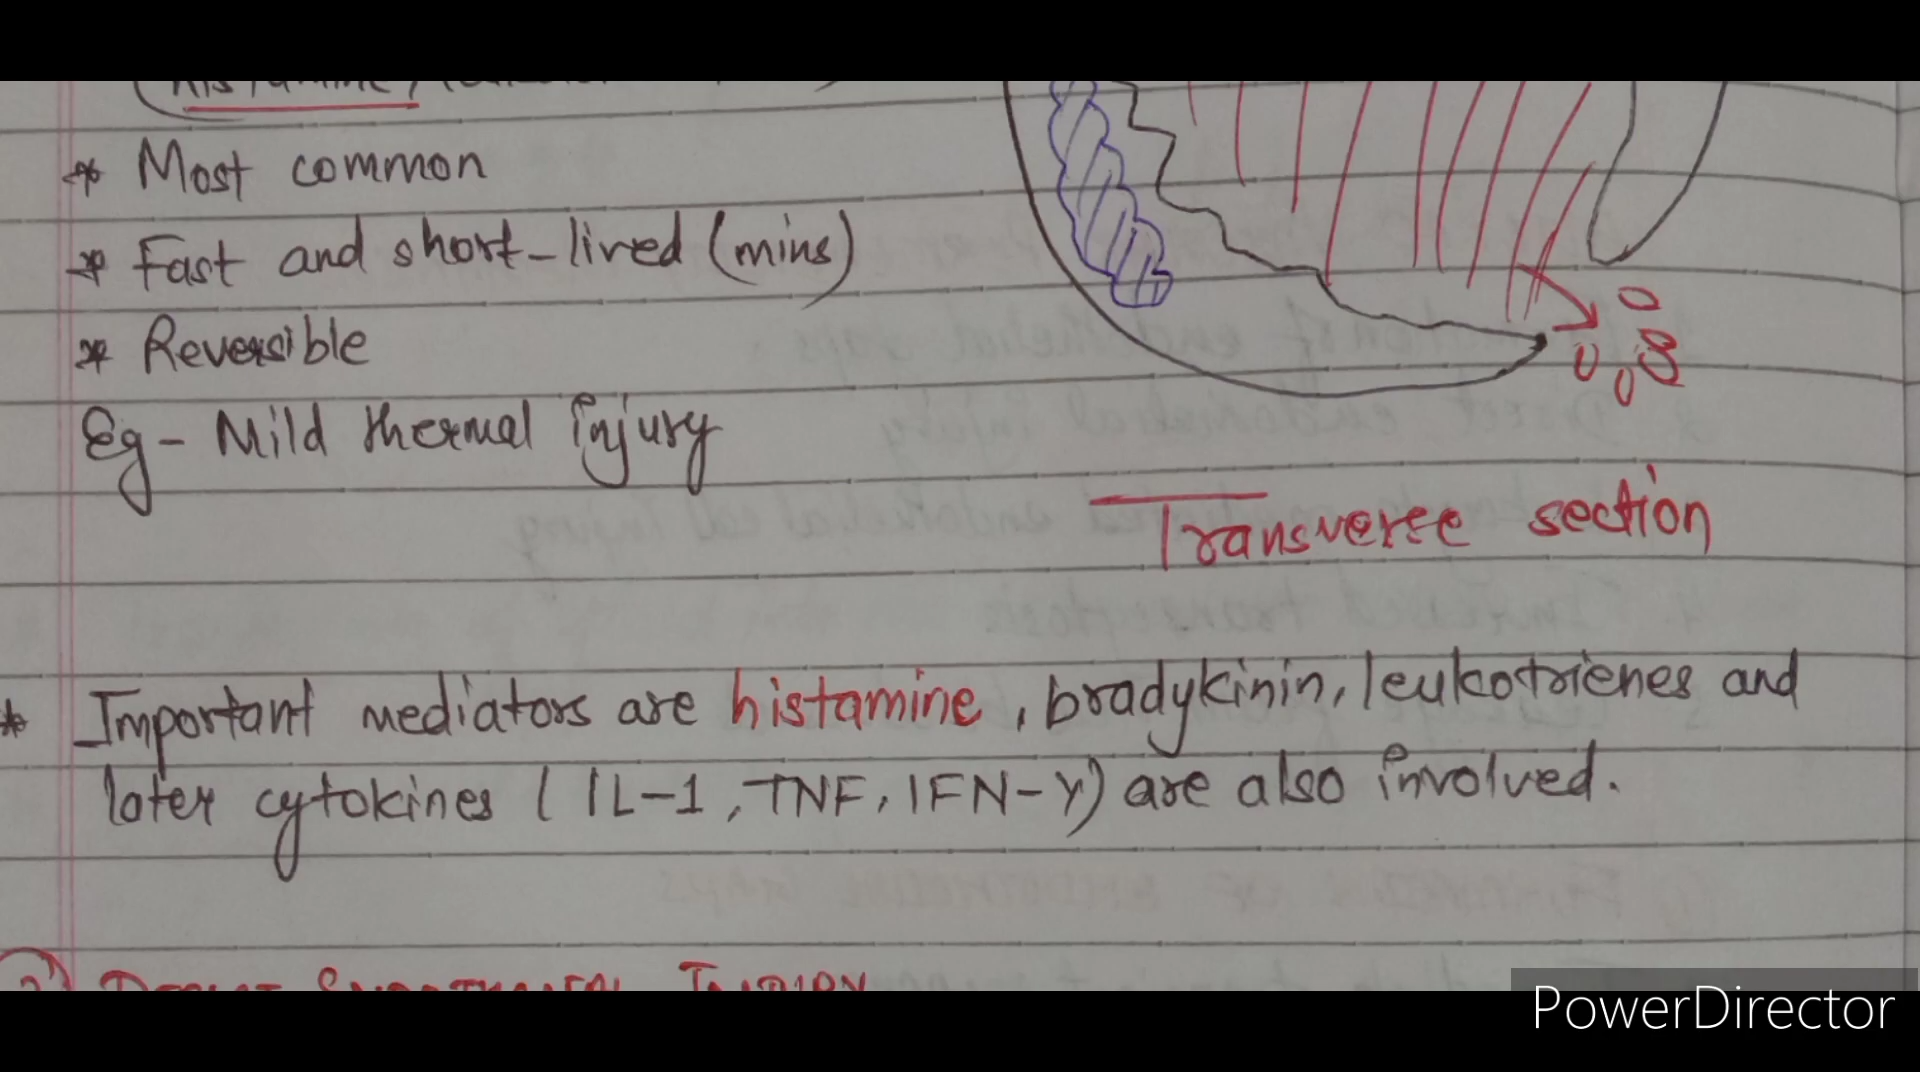 * Most common
* Fast and short-lived (mins)
* Reversible
Eg - Mild thermal injury
Transverse section
* Important mediators are histamine, bradykinin, leukotrienes and
later cytokines (IL-1, TNF, IFN-γ) are also involved.
PowerDirector